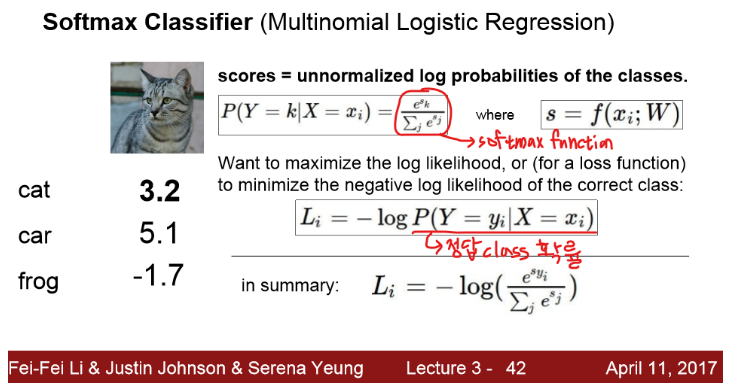 Softmax Classifier (Multinomial Logistic Regression)
scores = unnormalized log probabilities of the classes.
P(Y = k|X = x_i) = e^{s_k} / ∑_j e^{s_j} where s = f(x_i; W)
→ softmax function
Want to maximize the log likelihood, or (for a loss function)
to minimize the negative log likelihood of the correct class:
cat 3.2
L_i = − log P(Y = y_i|X = x_i)
car 5.1
→ 정답 class 확률
frog -1.7
in summary: L_i = − log(e^{s_{y_i}} / ∑_j e^{s_j})
Fei-Fei Li & Justin Johnson & Serena Yeung Lecture 3 - 42 April 11, 2017